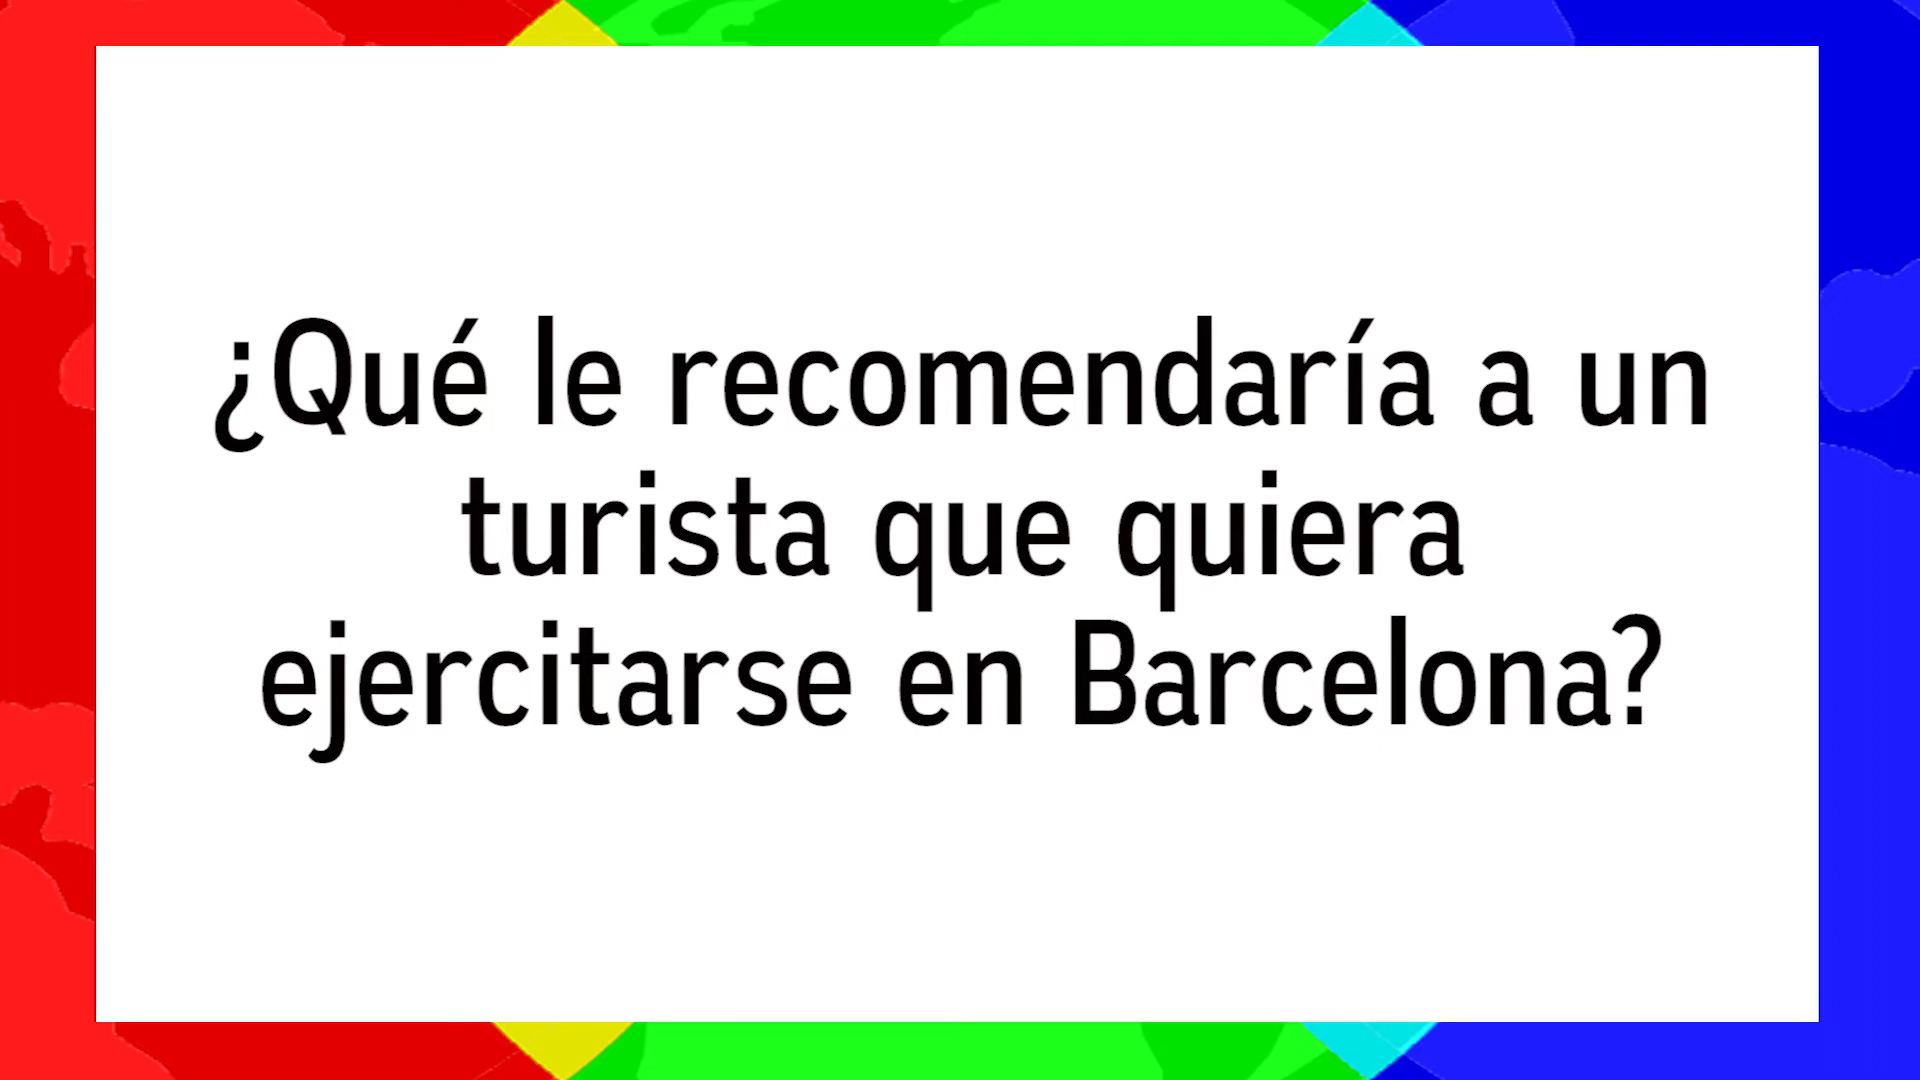 ¿Qué le recomendaría a un
turista que quiera
ejercitarse en Barcelona?